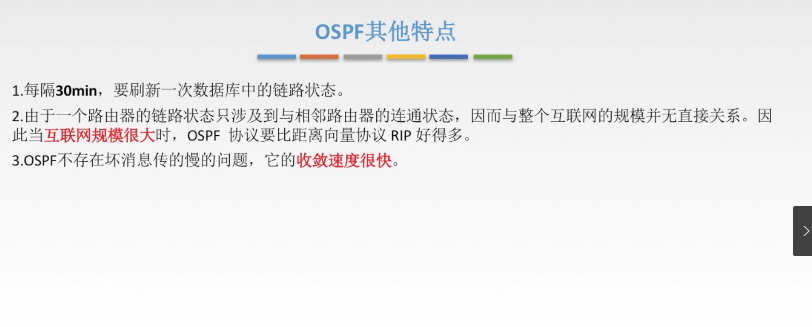 OSPF其他特点
1.每隔30min，要刷新一次数据库中的链路状态。
2.由于一个路由器的链路状态只涉及到与相邻路由器的连通状态，因而与整个互联网的规模并无直接关系。因
此当互联网规模很大时，OSPF 协议要比距离向量协议 RIP 好得多。
3.OSPF不存在坏消息传的慢的问题，它的收敛速度很快。